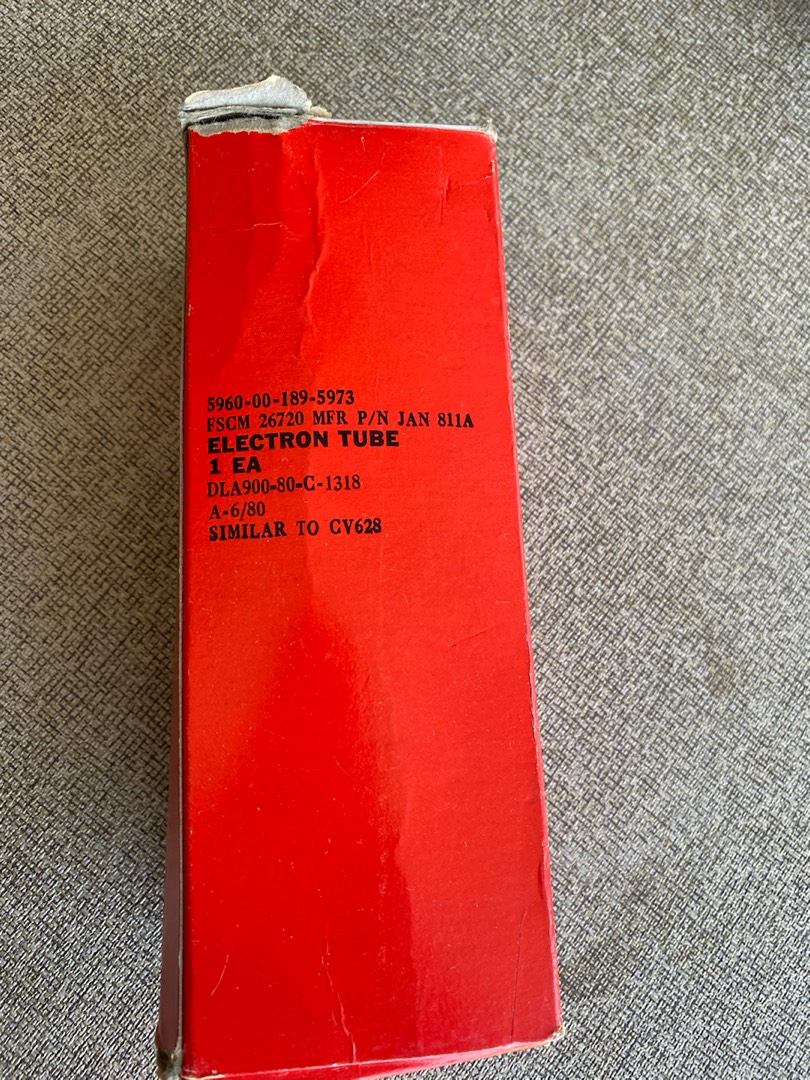 5960-00-189-5973
FSCM 26720 MFR P/N JAN 811A
ELECTRON TUBE
1 EA
DLA900-80-C-1318
A-6/80
SIMILAR TO CV628